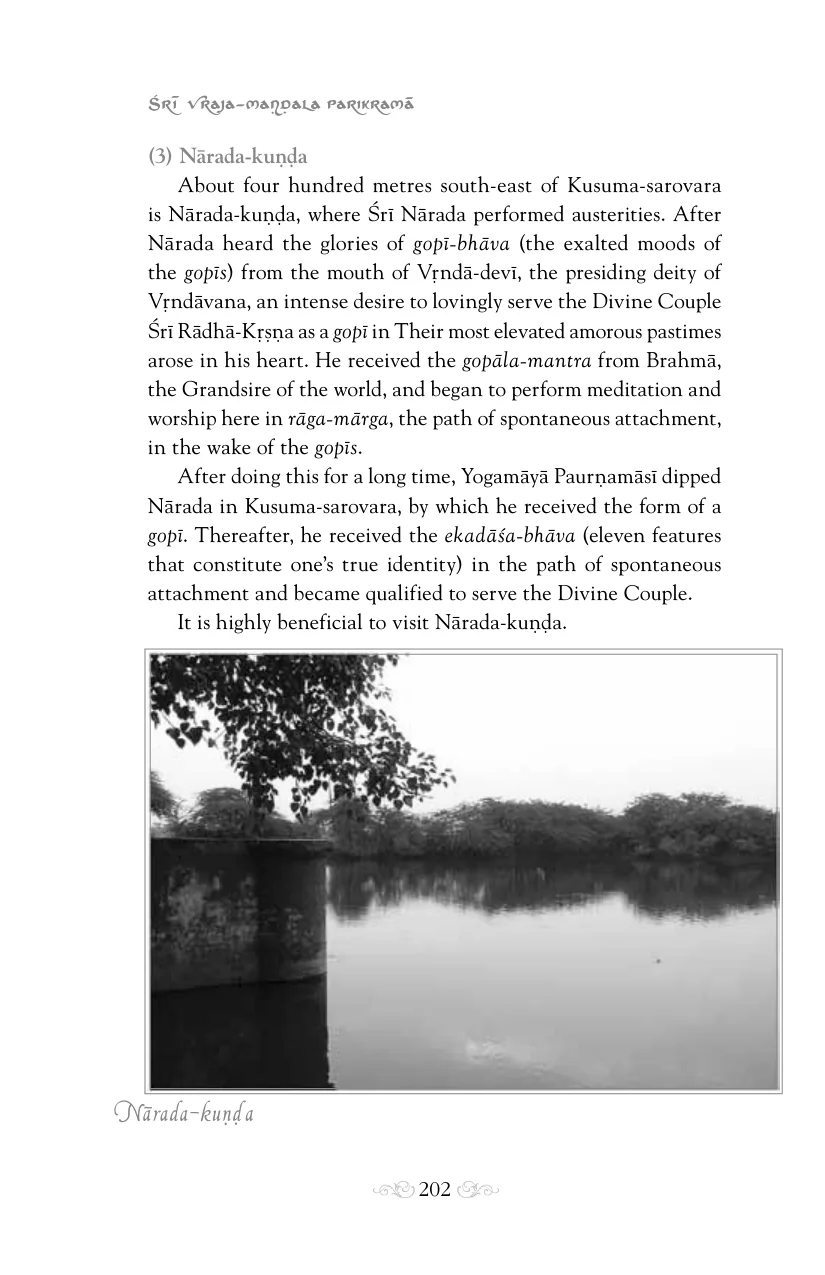 Śrī Vraja-maṇḍala Parikramā
(3) Nārada-kuṇḍa
About four hundred metres south-east of Kusuma-sarovara
is Nārada-kuṇḍa, where Śrī Nārada performed austerities. After
Nārada heard the glories of gopī-bhāva (the exalted moods of
the gopīs) from the mouth of Vṛndā-devī, the presiding deity of
Vṛndāvana, an intense desire to lovingly serve the Divine Couple
Śrī Rādhā-Kṛṣṇa as a gopī in Their most elevated amorous pastimes
arose in his heart. He received the gopāla-mantra from Brahmā,
the Grandsire of the world, and began to perform meditation and
worship here in rāga-mārga, the path of spontaneous attachment,
in the wake of the gopīs.
After doing this for a long time, Yogamāyā Paurṇamāsī dipped
Nārada in Kusuma-sarovara, by which he received the form of a
gopī. Thereafter, he received the ekadāśa-bhāva (eleven features
that constitute one’s true identity) in the path of spontaneous
attachment and became qualified to serve the Divine Couple.
It is highly beneficial to visit Nārada-kuṇḍa.
Nārada-kuṇḍa
202